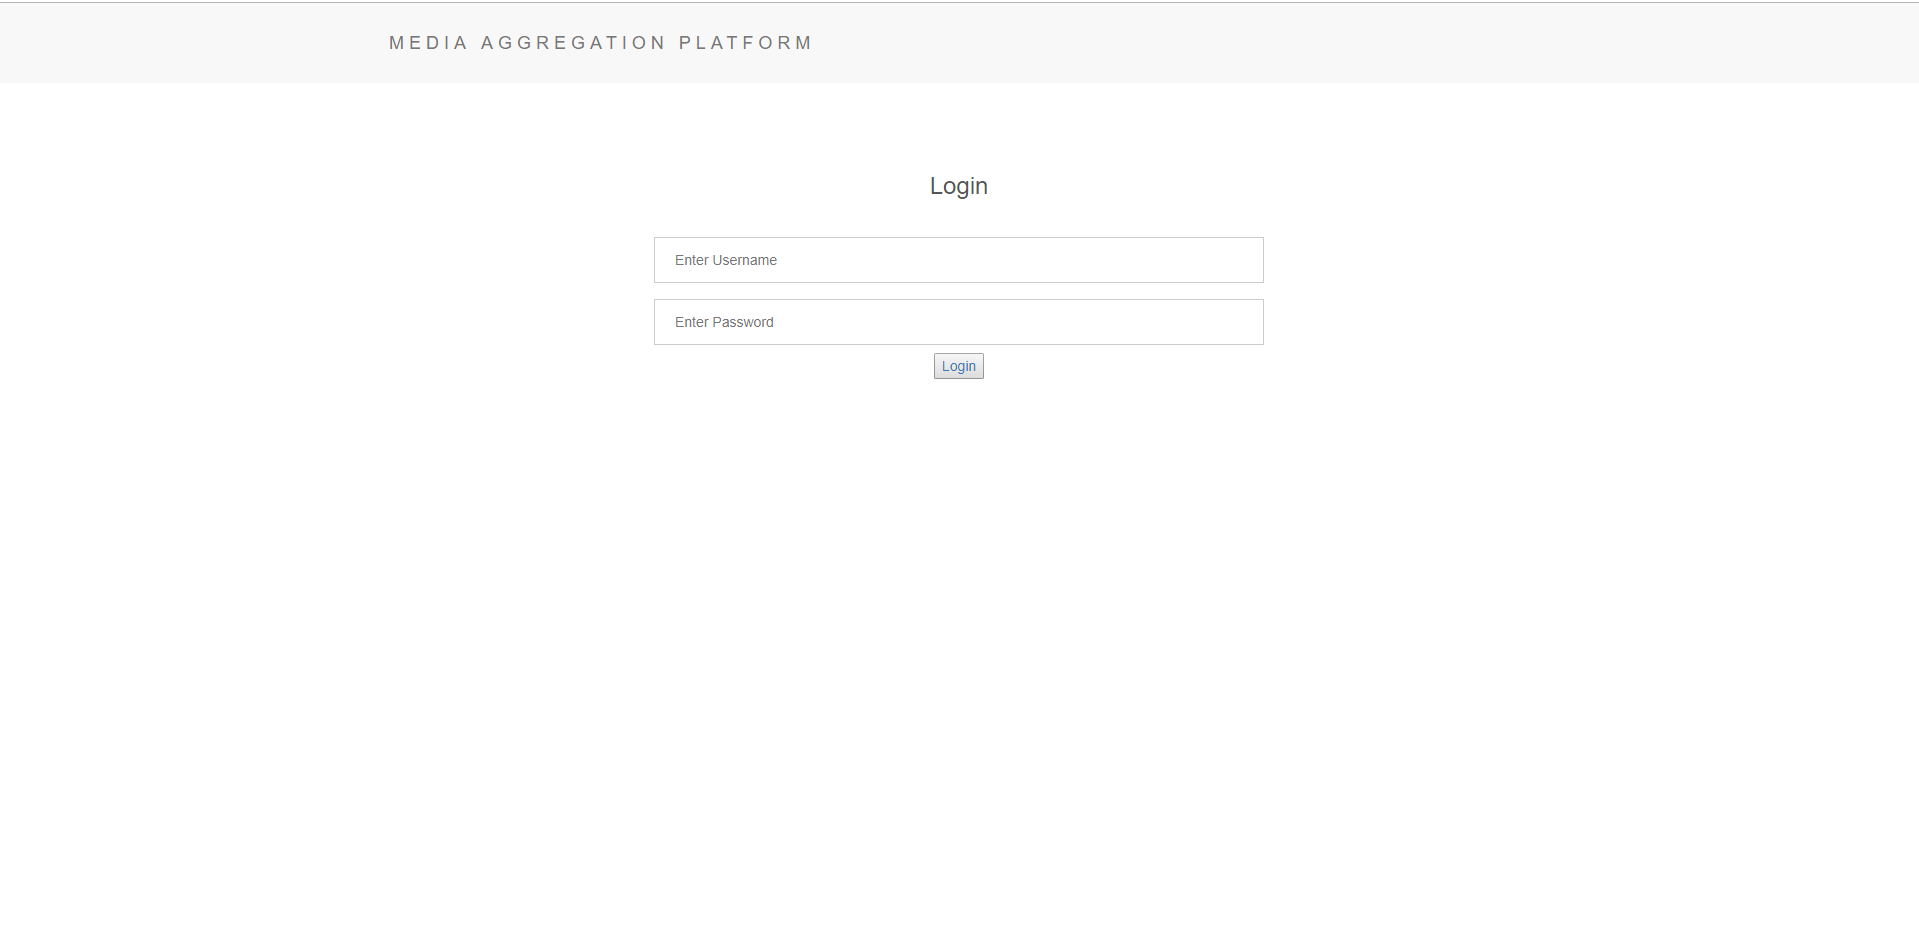 MEDIA AGGREGATION PLATFORM
Login
Enter Username
Enter Password
Login